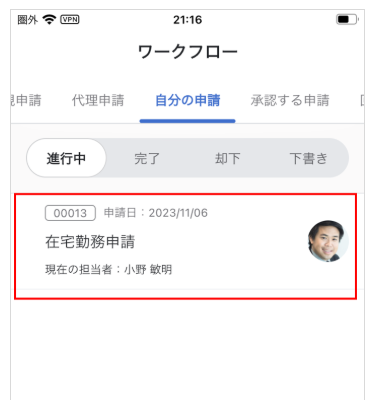 圏外 VPN 21:16
ワークフロー
申請 代理申請 自分の申請 承認する申請
進行中 完了 却下 下書き
00013 申請日：2023/11/06
在宅勤務申請
現在の担当者：小野 敏明